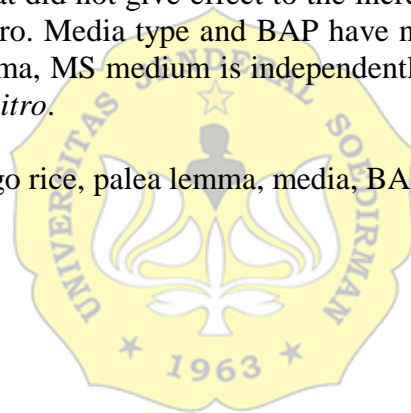 at did not give effect to the incre
ro. Media type and BAP have n
ma, MS medium is independentl
itro.
go rice, palea lemma, media, BA
UNIVERSITAS JENDERAL SOEDIRMAN
1963